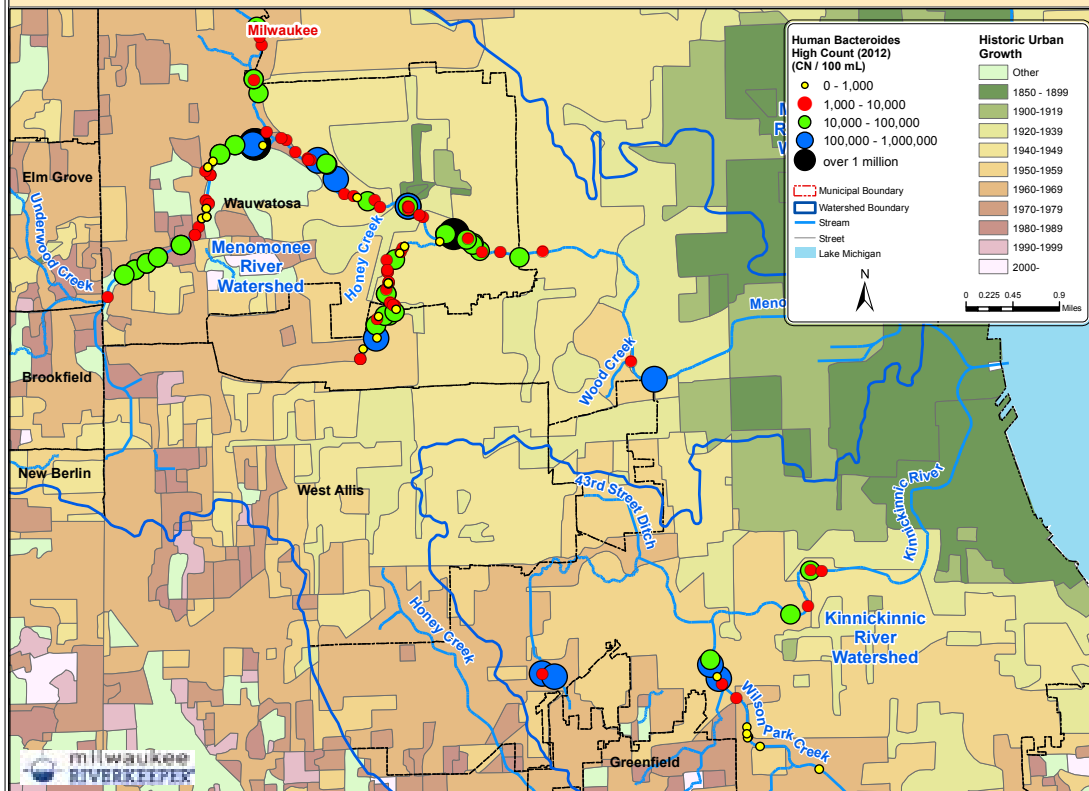 Milwaukee
Elm Grove
Underwood Creek
Wauwatosa
Menomonee
River
Watershed
Honey Creek
Brookfield
New Berlin
West Allis
Wood Creek
43rd Street Ditch
Kinnickinnic River
Honey Creek
Kinnickinnic
River
Watershed
Wilson Park Creek
Greenfield
Meno
Human Bacteroides
High Count (2012)
(CN / 100 mL)
0 - 1,000
1,000 - 10,000
10,000 - 100,000
100,000 - 1,000,000
over 1 million
Municipal Boundary
Watershed Boundary
Stream
Street
Lake Michigan
Historic Urban
Growth
Other
1850 - 1899
1900-1919
1920-1939
1940-1949
1950-1959
1960-1969
1970-1979
1980-1989
1990-1999
2000-
N
0 0.225 0.45 0.9
Miles
milwaukee
RIVERKEEPER